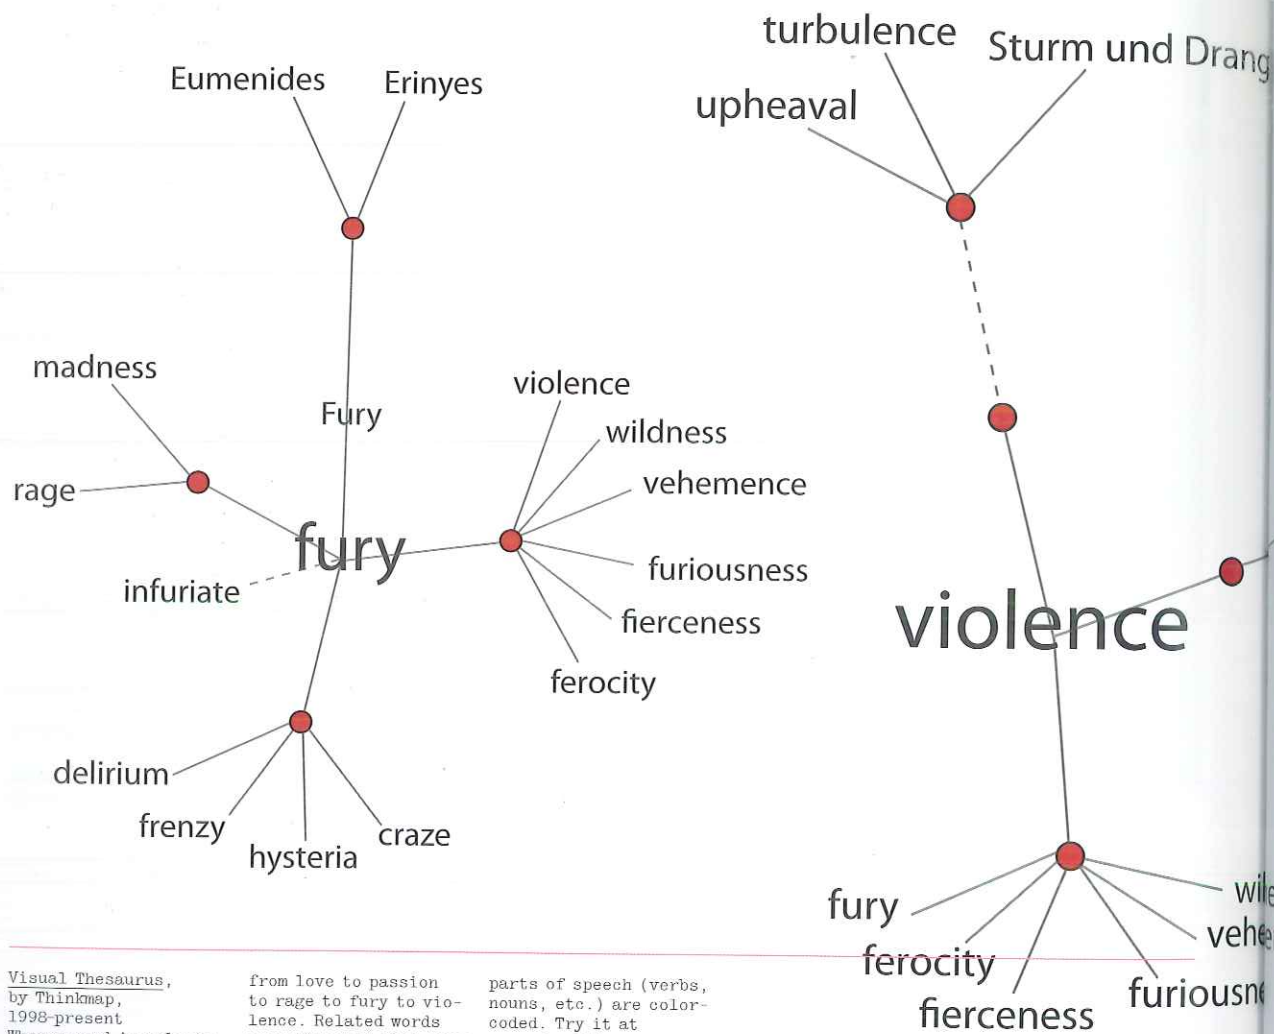 turbulence
Sturm und Drang
Eumenides
Erinyes
upheaval
madness
Fury
violence
wildness
vehemence
rage
fury
infuriate
furiousness
fierceness
ferocity
violence
delirium
frenzy
hysteria
craze
fury
ferocity
fierceness
Visual Thesaurus,
by Thinkmap,
1998-present
from love to passion
to rage to fury to vio-
lence. Related words
parts of speech (verbs,
nouns, etc.) are color-
coded. Try it at